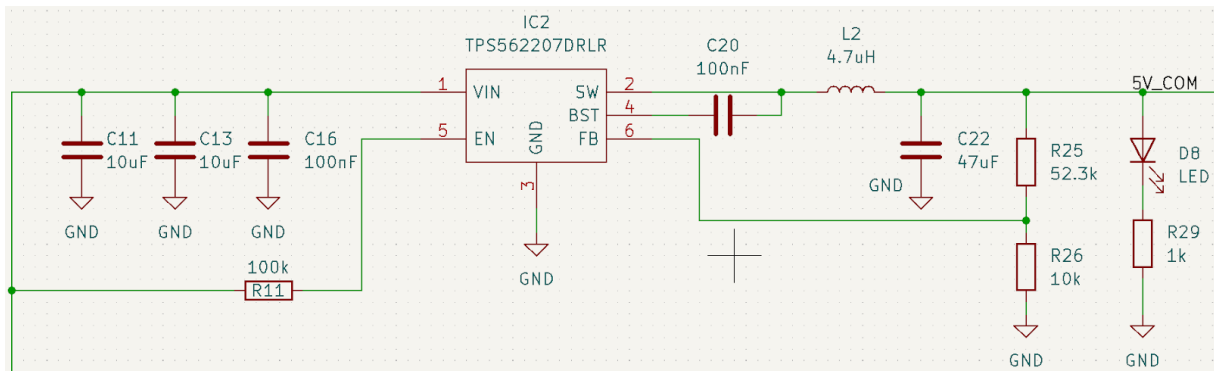 IC2
TPS562207DRLR
C20
100nF
L2
4.7uH
5V_COM
1
VIN
SW
2
BST
4
5
EN
GND
FB
6
3
C11
10uF
C13
10uF
C16
100nF
C22
47uF
GND
R25
52.3k
D8
LED
GND
GND
GND
GND
100k
R11
R26
10k
R29
1k
GND
GND